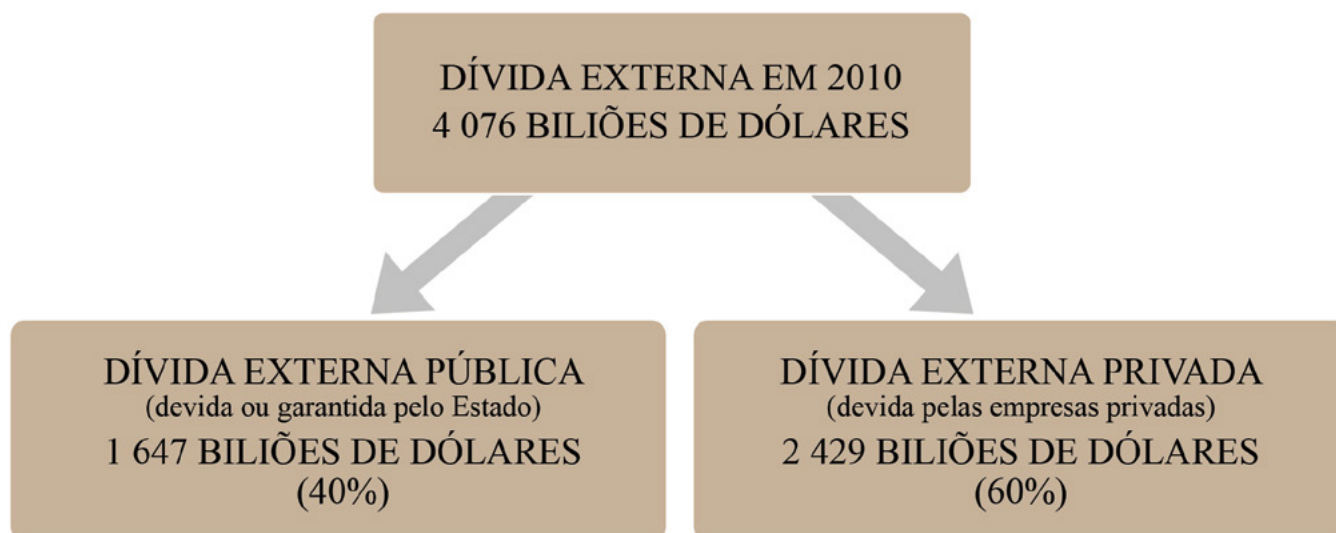 DÍVIDA EXTERNA EM 2010
4 076 BILIÕES DE DÓLARES
DÍVIDA EXTERNA PÚBLICA
(devida ou garantida pelo Estado)
1 647 BILIÕES DE DÓLARES
(40%)
DÍVIDA EXTERNA PRIVADA
(devida pelas empresas privadas)
2 429 BILIÕES DE DÓLARES
(60%)